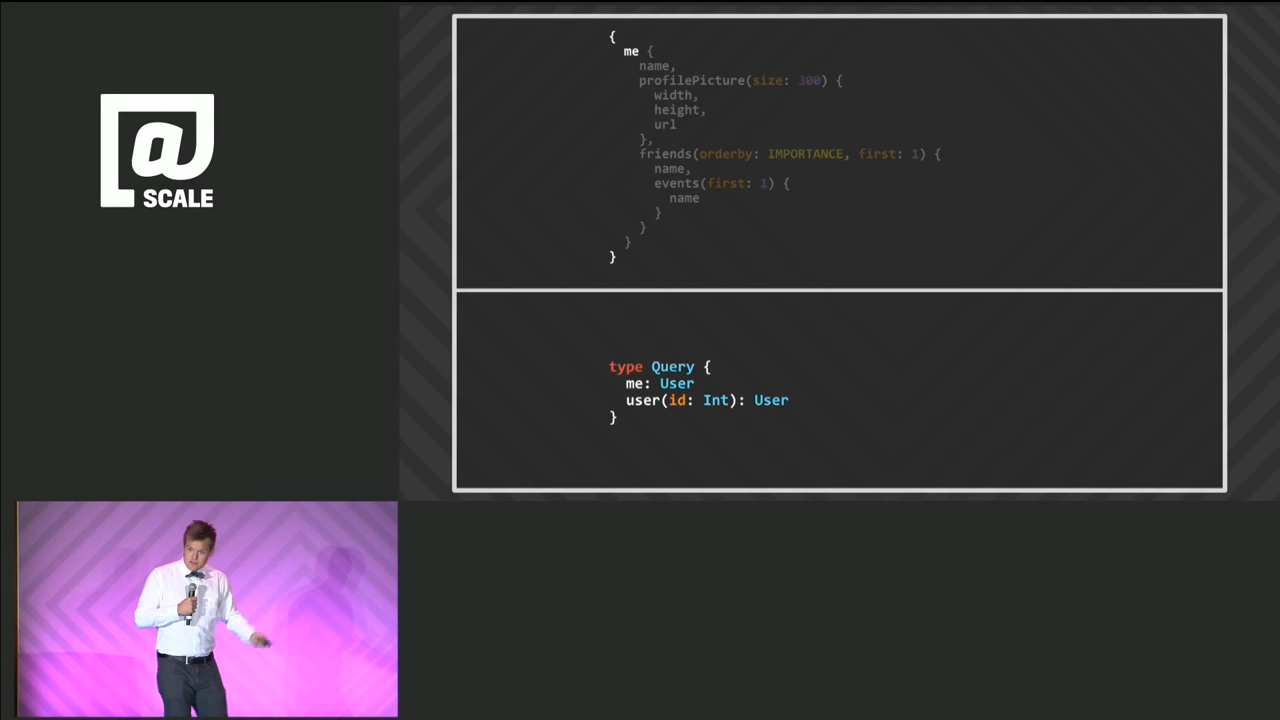 @
SCALE
{
  me {
    name,
    profilePicture(size: 300) {
      width,
      height,
      url
    },
    friends(orderby: IMPORTANCE, first: 1) {
      name,
      events(first: 1) {
        name
      }
    }
  }
}
type Query {
  me: User
  user(id: Int): User
}